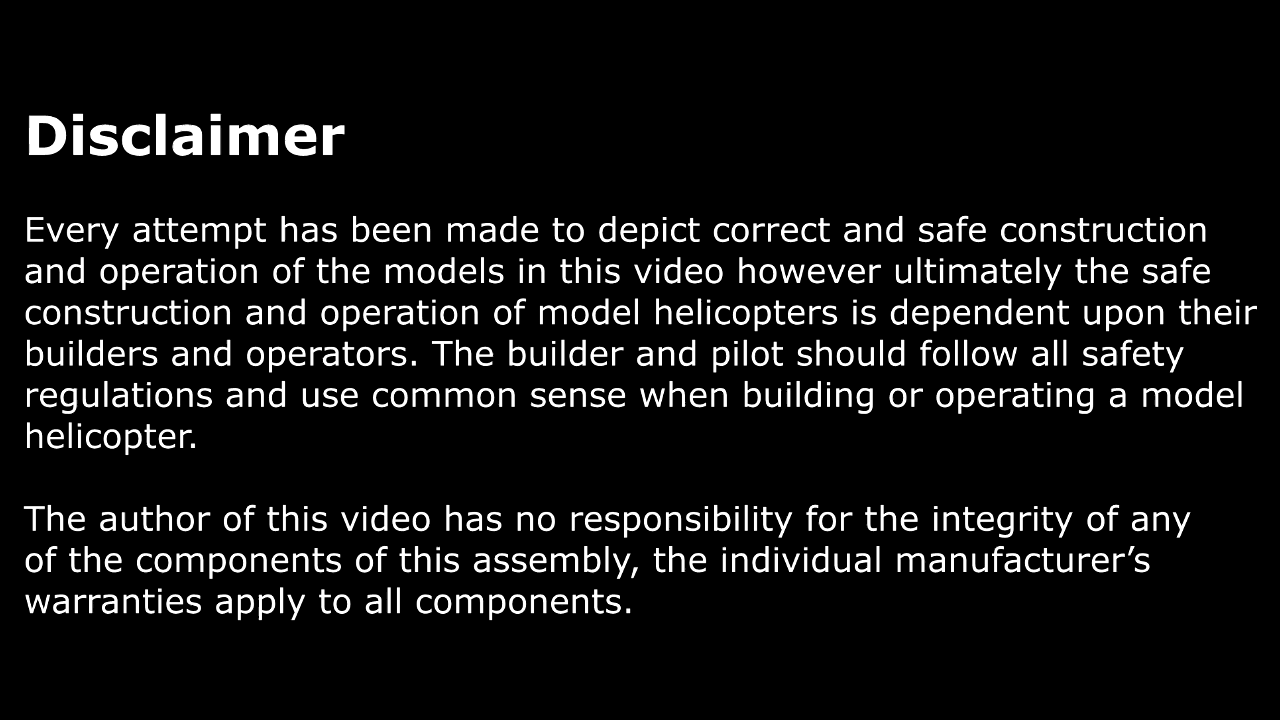 Disclaimer
Every attempt has been made to depict correct and safe construction
and operation of the models in this video however ultimately the safe
construction and operation of model helicopters is dependent upon their
builders and operators. The builder and pilot should follow all safety
regulations and use common sense when building or operating a model
helicopter.
The author of this video has no responsibility for the integrity of any
of the components of this assembly, the individual manufacturer’s
warranties apply to all components.